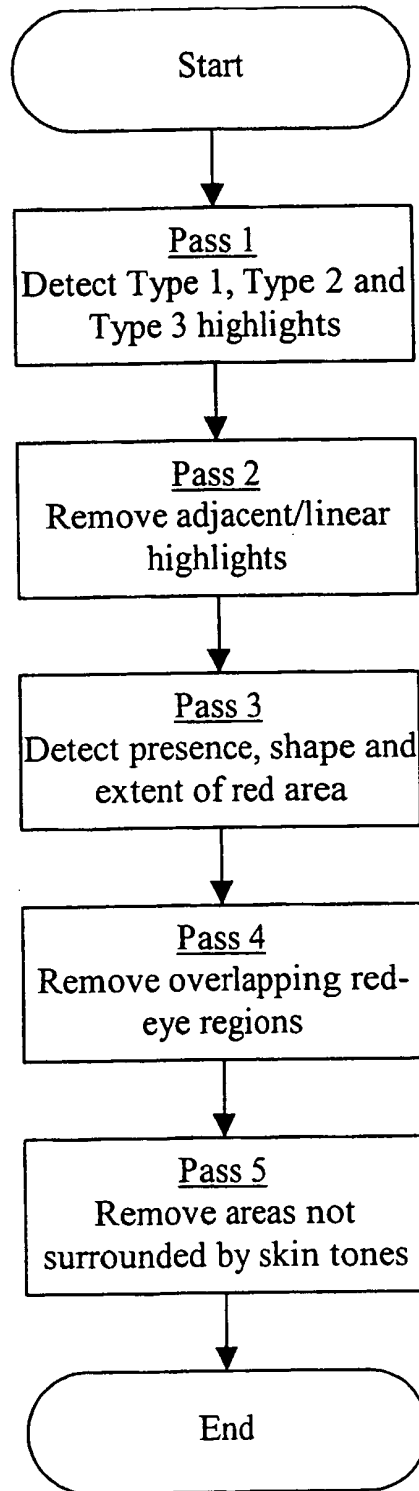 Start
Pass 1
Detect Type 1, Type 2 and
Type 3 highlights
Pass 2
Remove adjacent/linear
highlights
Pass 3
Detect presence, shape and
extent of red area
Pass 4
Remove overlapping red-
eye regions
Pass 5
Remove areas not
surrounded by skin tones
End